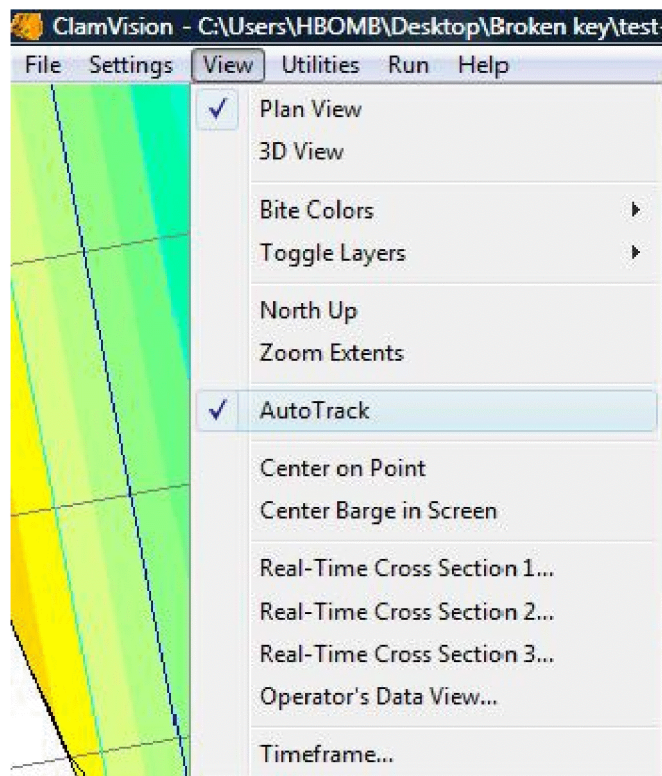 ClamVision - C:\Users\HBOMB\Desktop\Broken key\test-
File Settings View Utilities Run Help
Plan View
3D View
Bite Colors
Toggle Layers
North Up
Zoom Extents
AutoTrack
Center on Point
Center Barge in Screen
Real-Time Cross Section 1...
Real-Time Cross Section 2...
Real-Time Cross Section 3...
Operator's Data View...
Timeframe...